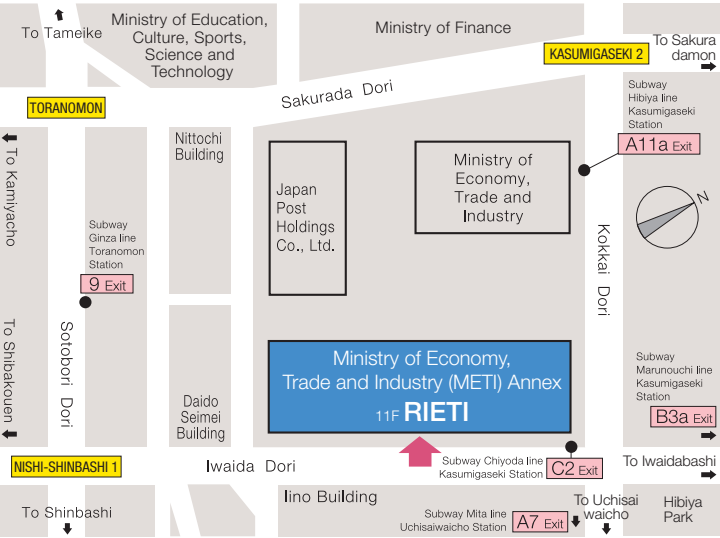 To Tameike
Ministry of Education,
Culture, Sports,
Science and
Technology
Ministry of Finance
KASUMIGASEKI 2
To Sakura
damon
TORANOMON
Sakurada Dori
Subway
Hibiya line
Kasumigaseki
Station
A11a Exit
Nittochi
Building
To Kamiyacho
Japan
Post
Holdings
Co., Ltd.
Ministry of
Economy,
Trade and
Industry
N
Subway
Ginza line
Toranomon
Station
9 Exit
Kokkai Dori
To Shibakouen
Sotobori Dori
Ministry of Economy,
Trade and Industry (METI) Annex
11F RIETI
Subway
Marunouchi line
Kasumigaseki
Station
B3a Exit
Daido
Seimei
Building
NISHI-SHINBASHI 1
Iwaida Dori
Subway Chiyoda line
Kasumigaseki Station
C2 Exit
To Iwaidabashi
To Shinbashi
Iino Building
Subway Mita line
Uchisaiwaicho Station
A7 Exit
To Uchisai
waicho
Hibiya
Park